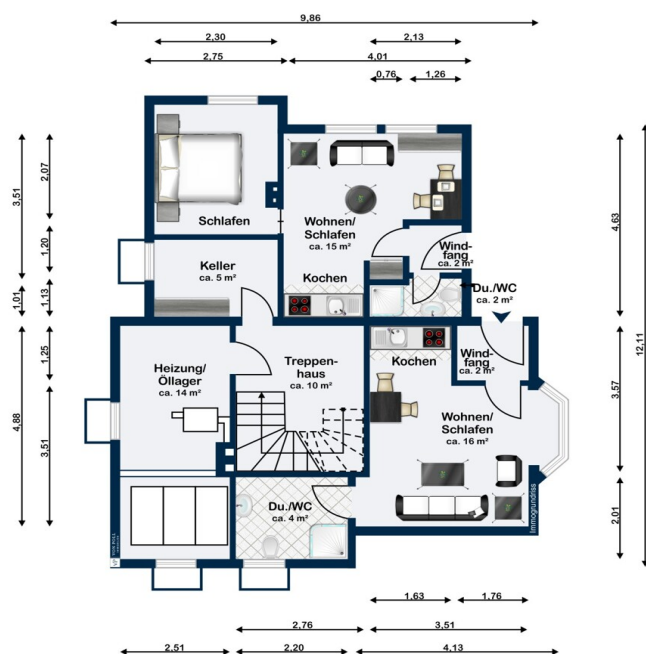 9,86
2,30
2,13
2,75
4,01
0,76
1,26
3,51
2,07
1,20
1,01
1,13
4,88
1,25
3,51
4,63
12,11
3,57
2,01
Schlafen
Wohnen/
Schlafen
ca. 15 m²
Kochen
Wind-
fang
ca. 2 m²
Keller
ca. 5 m²
Du./WC
ca. 2 m²
Heizung/
Öllager
ca. 14 m²
Treppen-
haus
ca. 10 m²
Kochen
Wind-
fang
ca. 2 m²
Wohnen/
Schlafen
ca. 16 m²
Du./WC
ca. 4 m²
Immogrundriss
1,63
1,76
2,76
3,51
2,51
2,20
4,13